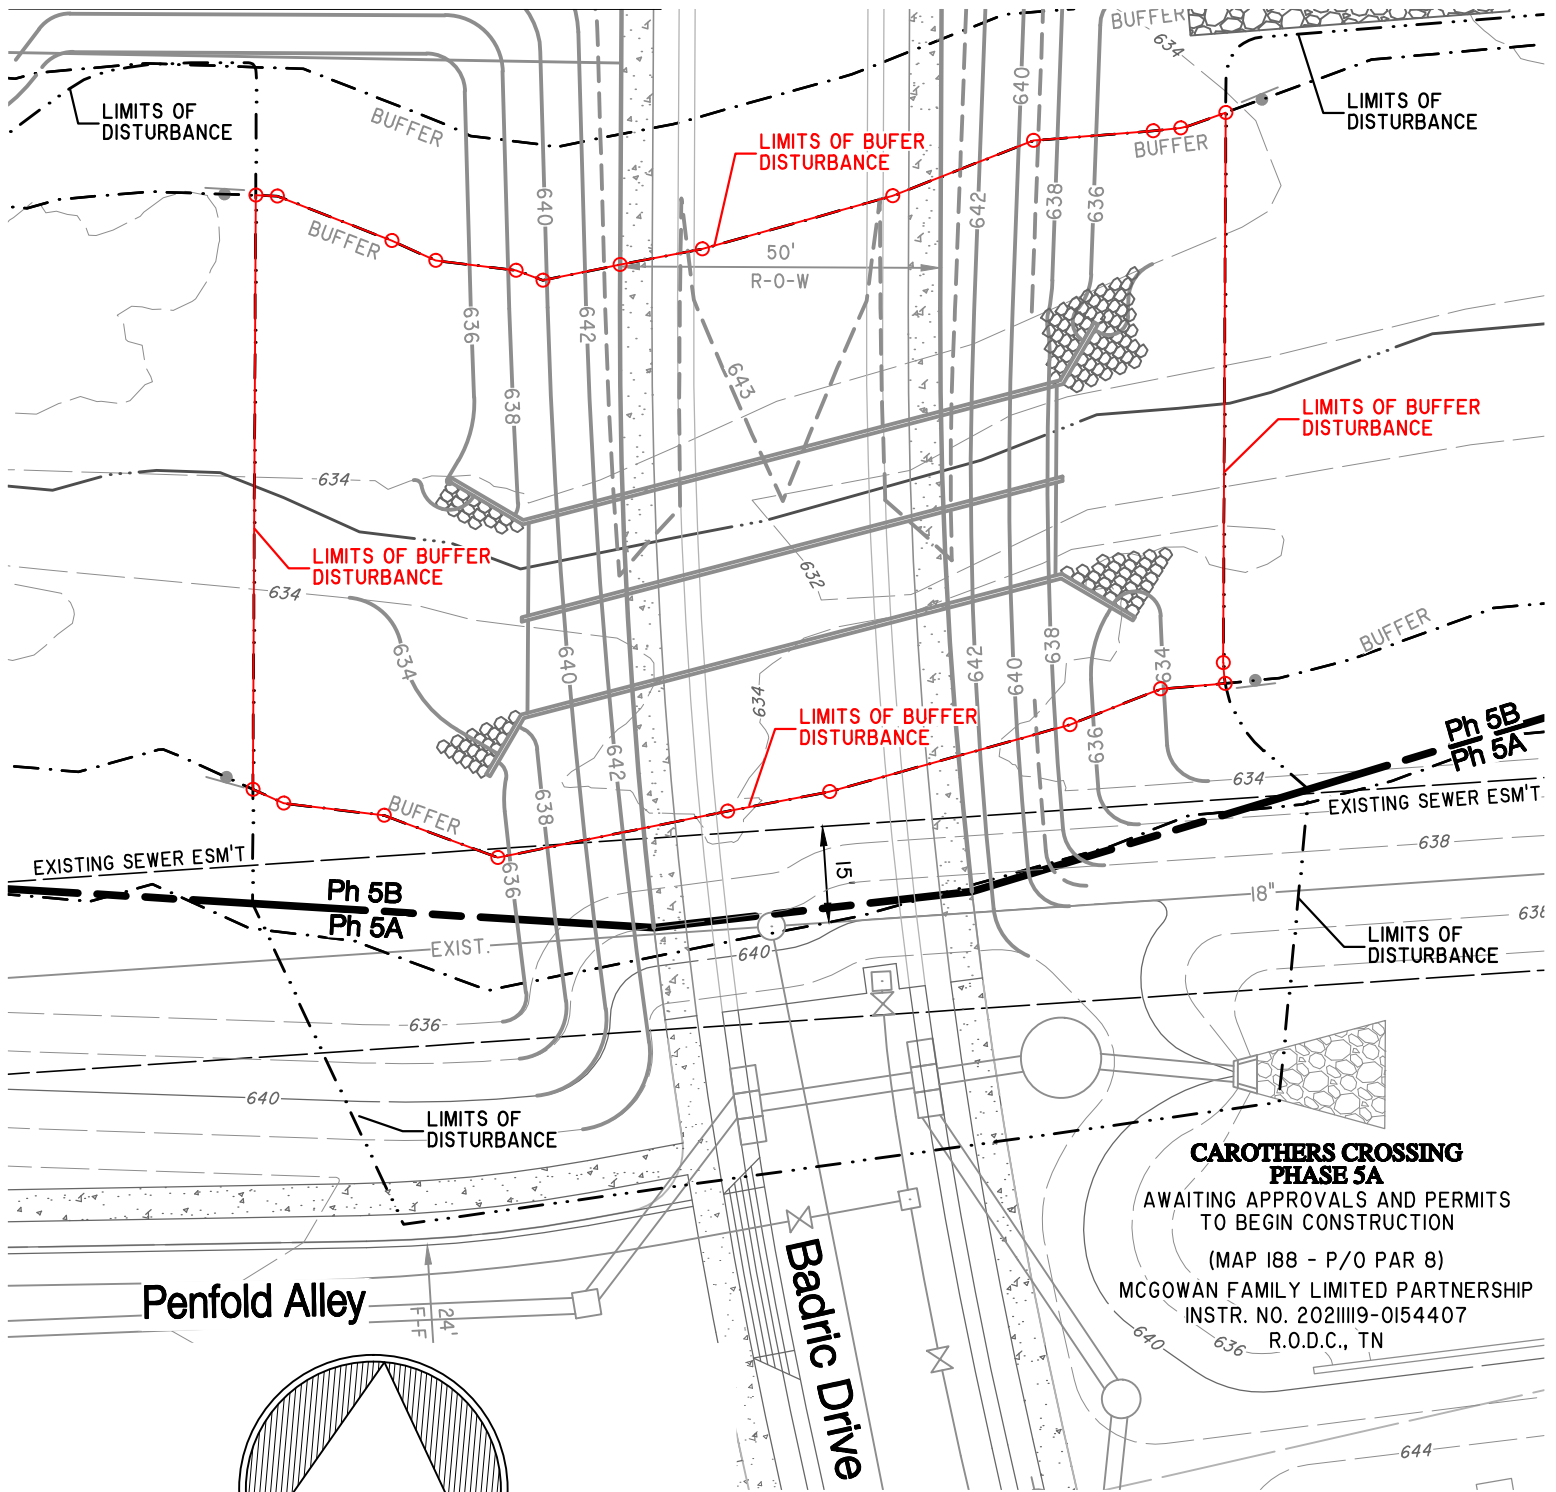 BUFFER
634
640
LIMITS OF
DISTURBANCE
BUFFER
LIMITS OF BUFER
DISTURBANCE
BUFFER
LIMITS OF
DISTURBANCE
640
642
638
636
BUFFER
50'
R-O-W
636
642
643
638
LIMITS OF BUFFER
DISTURBANCE
634
LIMITS OF BUFFER
DISTURBANCE
632
634
BUFFER
634
640
642
640
638
634
634
LIMITS OF BUFFER
DISTURBANCE
636
642
Ph 5B
Ph 5A
634
EXISTING SEWER ESM'T
BUFFER
638
638
EXISTING SEWER ESM'T
15'
636
18"
Ph 5B
Ph 5A
EXIST.
640
LIMITS OF
DISTURBANCE
636
640
LIMITS OF
DISTURBANCE
CAROTHERS CROSSING
PHASE 5A
AWAITING APPROVALS AND PERMITS
TO BEGIN CONSTRUCTION
(MAP 188 - P/O PAR 8)
MCGOWAN FAMILY LIMITED PARTNERSHIP
INSTR. NO. 20211119-0154407
R.O.D.C., TN
Penfold Alley
24'
F-F
Badric Drive
640
636
644